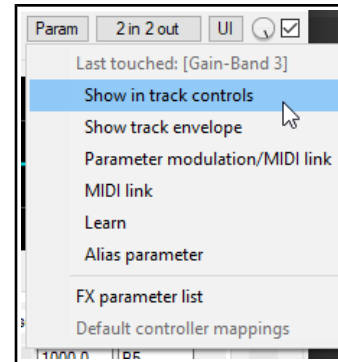 Param 2 in 2 out UI
Last touched: [Gain-Band 3]
Show in track controls
Show track envelope
Parameter modulation/MIDI link
MIDI link
Learn
Alias parameter
FX parameter list
Default controller mappings